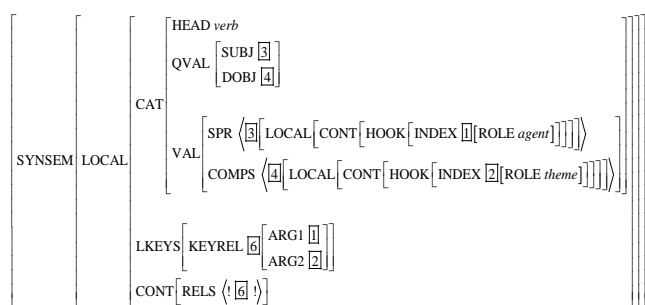 HEAD verb
QVAL [SUBJ [3]
DOBJ [4]]
CAT
SPR ⟨[3][LOCAL[CONT[HOOK[INDEX [1][ROLE agent]]]]]⟩
VAL
SYNSEM LOCAL
COMPS ⟨[4][LOCAL[CONT[HOOK[INDEX [2][ROLE theme]]]]]⟩
LKEYS[KEYREL [6][ARG1 [1]
ARG2 [2]]]
CONT[RELS ⟨! [6] !⟩]